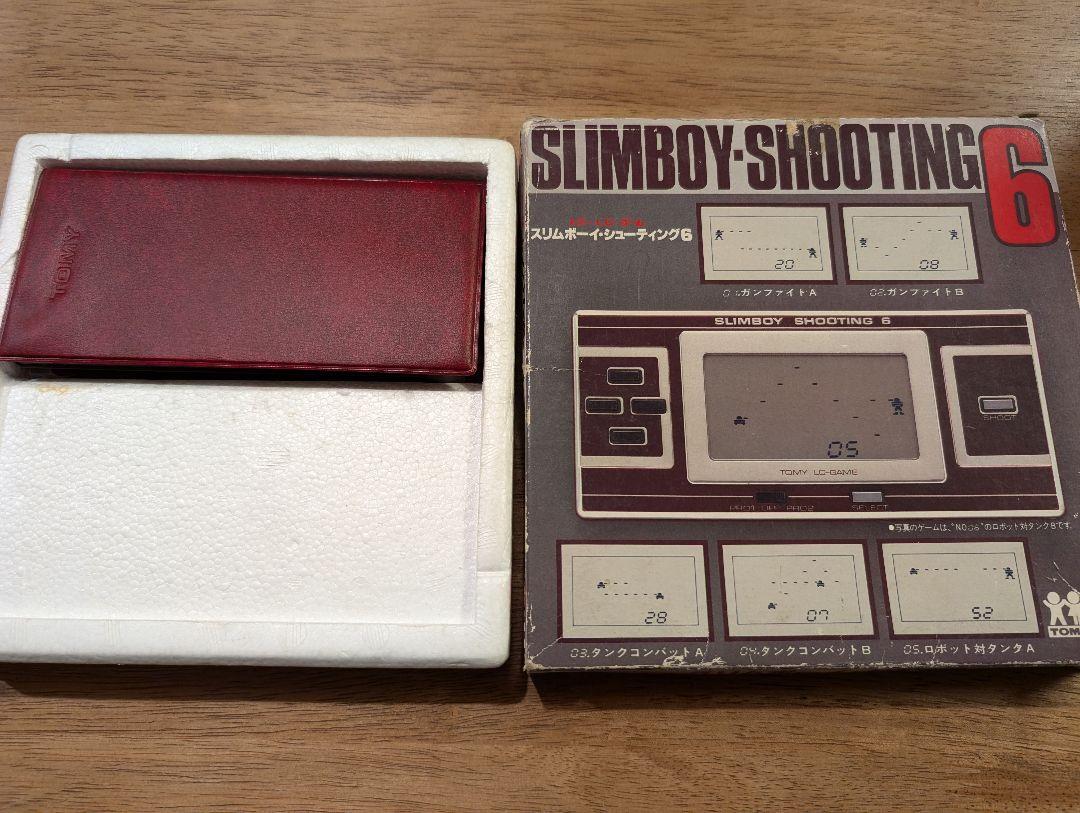 TOMY
SLIMBOY·SHOOTING 6
スリムボーイ・シューティング6
20
08
01.ガンファイトA
02.ガンファイトB
SLIMBOY SHOOTING 6
05
SHOOT
TOMY LC-GAME
PRO1 OFF PRO2
SELECT
●写真のゲームは、"NO.06"のロボット対タンクBです。
28
07
52
03.タンクコンバットA
04.タンクコンバットB
05.ロボット対タンクA
TOMY